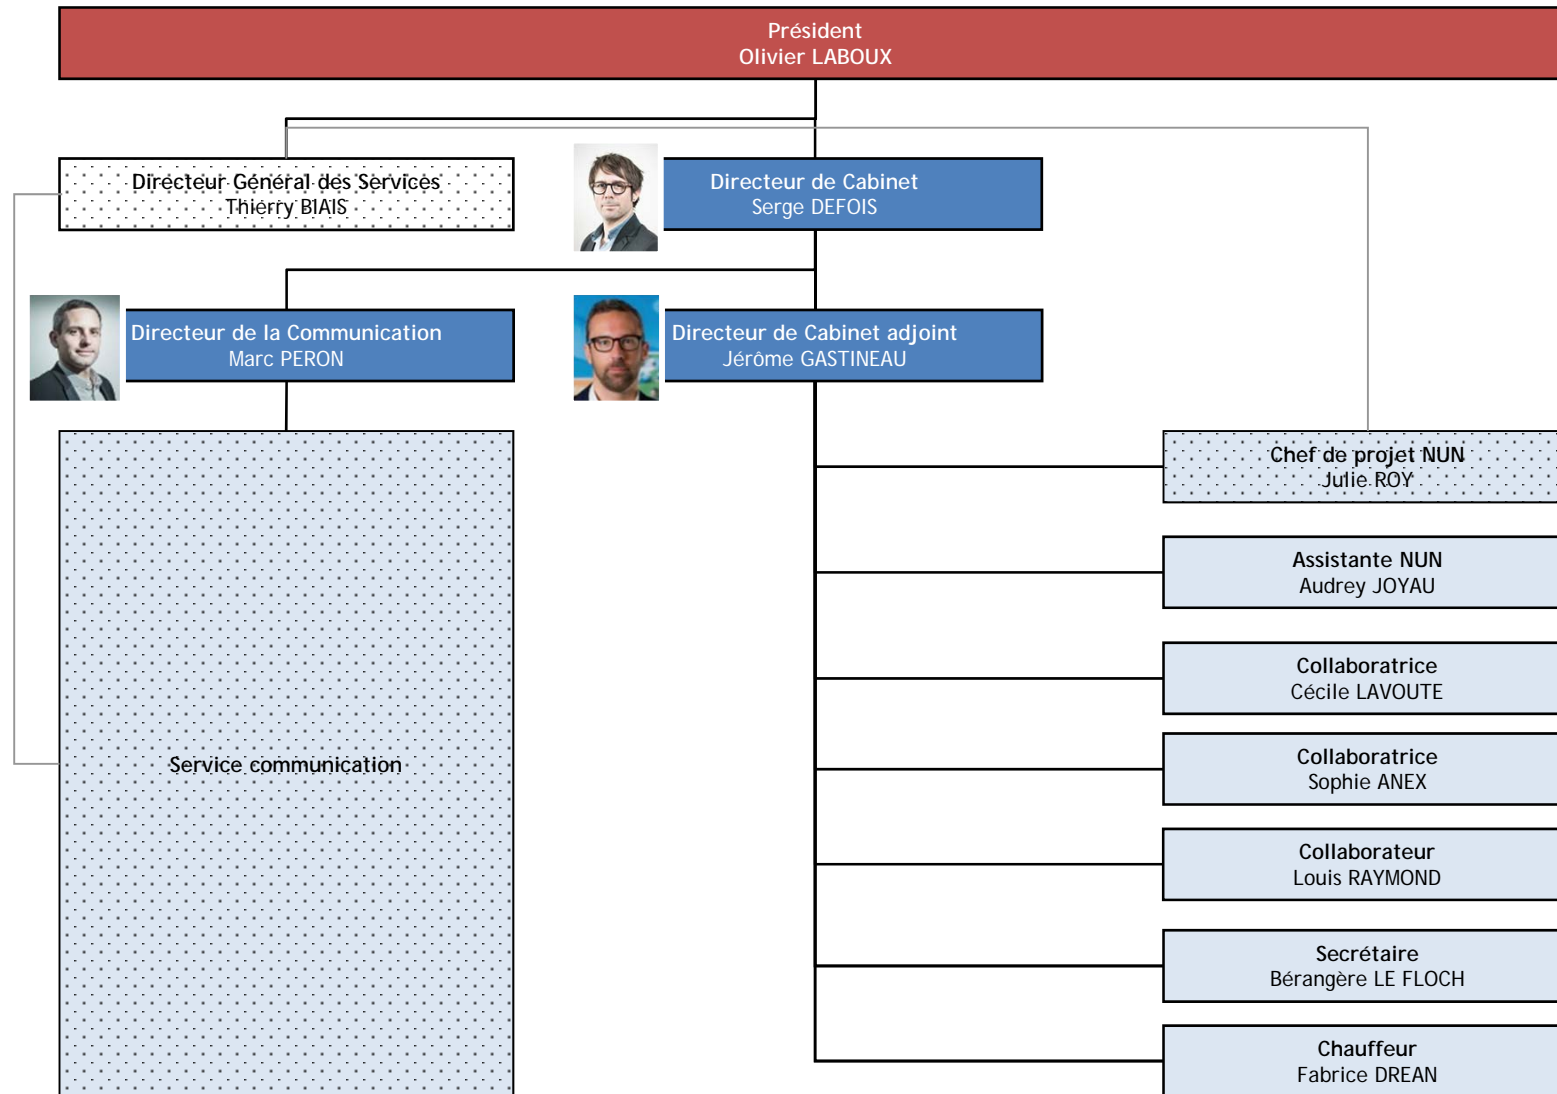 Président
Olivier LABOUX
Directeur Général des Services
Thiérry BIAIS
Directeur de Cabinet
Serge DEFOIS
Directeur de la Communication
Marc PERON
Directeur de Cabinet adjoint
Jérôme GASTINEAU
Service communication
Chef de projet NUN
Julie ROY
Assistante NUN
Audrey JOYAU
Collaboratrice
Cécile LAVOUTE
Collaboratrice
Sophie ANEX
Collaborateur
Louis RAYMOND
Secrétaire
Bérangère LE FLOCH
Chauffeur
Fabrice DREAN